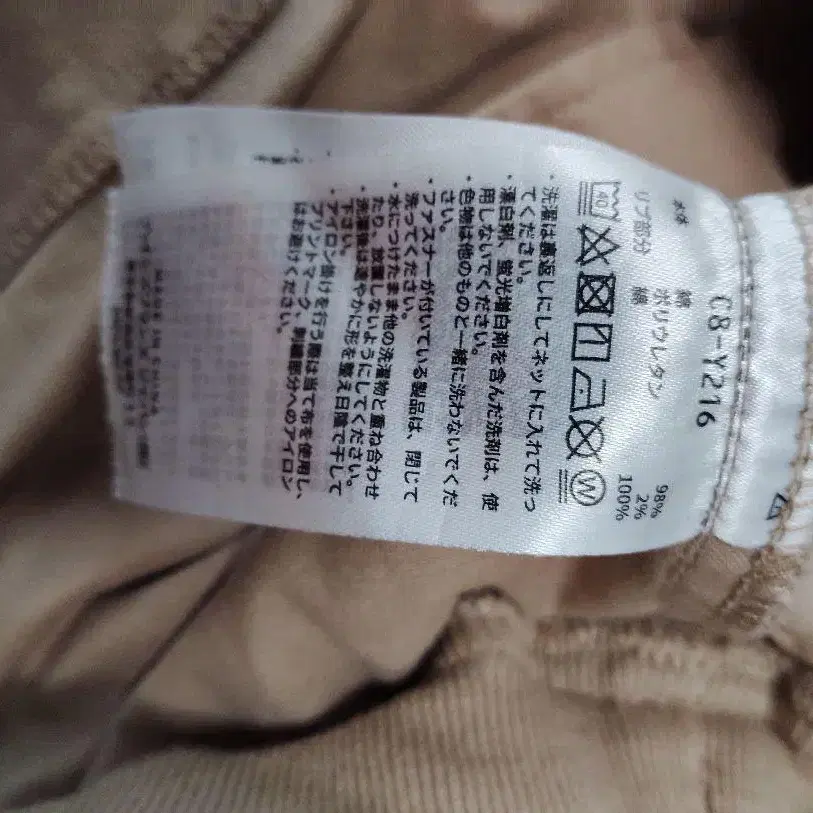 C8-Y216
綿 98%
ポリウレタン 2%
リブ部分 綿 100%
40
W
・洗濯は裏返しにしてネットに入れて洗っ
てください。
・漂白剤、蛍光増白剤を含んだ洗剤は、使
用しないでください。
・色物は他のものと一緒に洗わないでくだ
さい。
・ファスナーが付いている製品は、閉じて
洗ってください。
・水につけたまま他の洗濯物と重ね合わせ
たり、放置しないようにしてください。
・洗濯後は速やかに形を整え日陰で干して
下さい。
・アイロン掛けを行う際は当て布を使用し、
プリントマーク、刺繍部分へのアイロン
はお避けください。
MADE IN CHINA